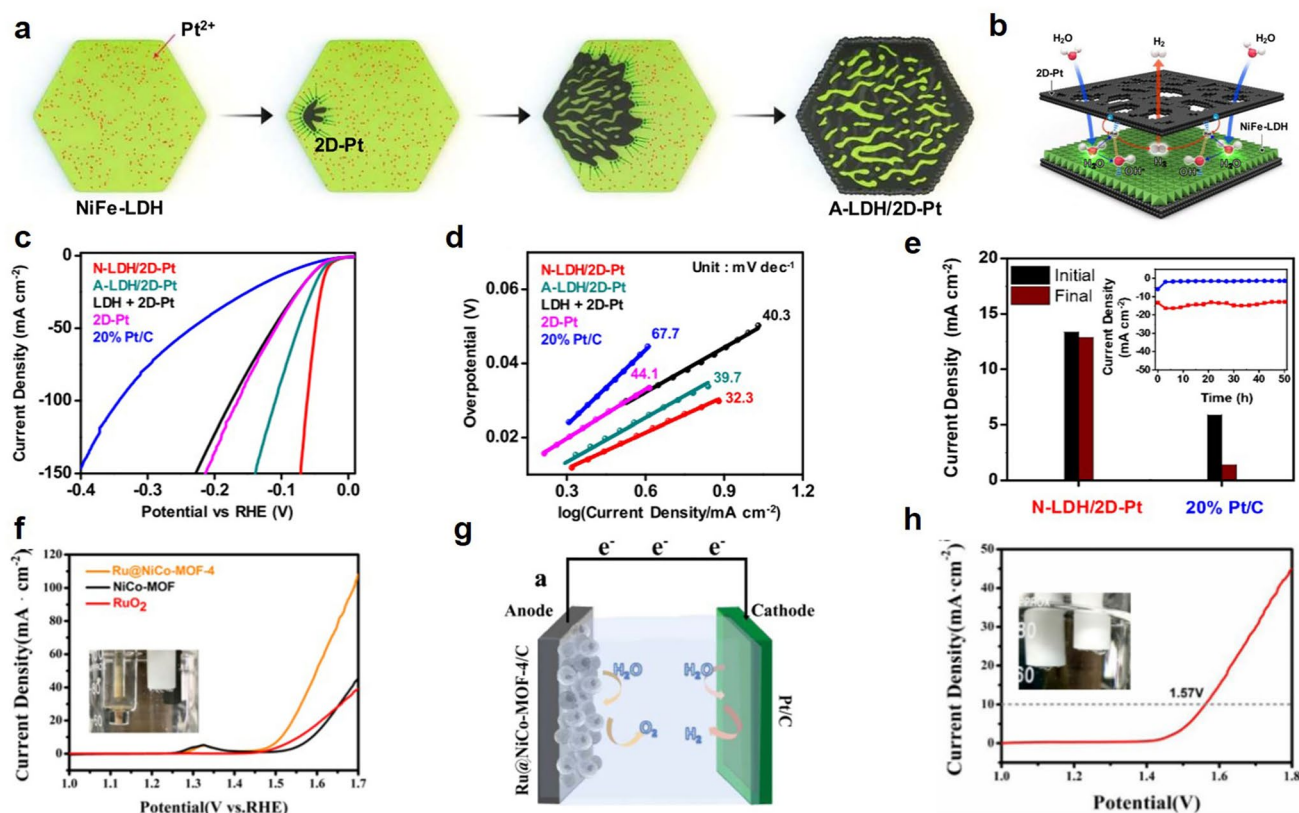 a
Pt²⁺
2D-Pt
NiFe-LDH
A-LDH/2D-Pt
b
H₂O
H₂
H₂O
2D-Pt
NiFe-LDH
H₂O
OH⁻
H₂
OH⁻
H₂O
c
N-LDH/2D-Pt
A-LDH/2D-Pt
LDH + 2D-Pt
2D-Pt
20% Pt/C
0
-50
-100
-150
-0.4
-0.3
-0.2
-0.1
0.0
Current Density (mA cm⁻²)
Potential vs RHE (V)
d
N-LDH/2D-Pt
A-LDH/2D-Pt
LDH + 2D-Pt
2D-Pt
20% Pt/C
Unit : mV dec⁻¹
67.7
44.1
40.3
39.7
32.3
0.06
0.04
0.02
0.3
0.6
0.9
1.2
Overpotential (V)
log(Current Density/mA cm⁻²)
e
Initial
Final
20
15
10
5
0
Current Density (mA cm⁻²)
N-LDH/2D-Pt
20% Pt/C
0
-10
-20
-30
-40
-50
Current Density
(mA cm⁻²)
0 10 20 30 40 50
Time (h)
f
Ru@NiCo-MOF-4
NiCo-MOF
RuO₂
120
100
80
60
40
20
0
1.0
1.1
1.2
1.3
1.4
1.5
1.6
1.7
Current Density(mA · cm⁻²)
Potential(V vs.RHE)
g
e⁻ e⁻ e⁻
a
Anode
Cathode
Ru@NiCo-MOF-4/C
H₂O
O₂
H₂O
H₂
Pt/C
h
50
40
30
20
10
0
1.0
1.2
1.4
1.6
1.8
1.57V
60
Current Density(mA·cm⁻²)
Potential(V)